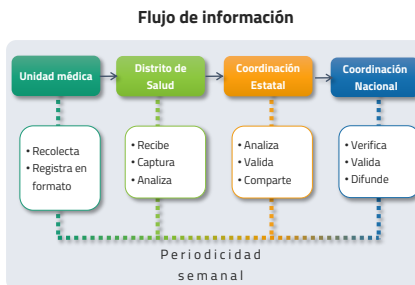 Flujo de información
Unidad médica
Distrito de
Salud
Coordinación
Estatal
Coordinación
Nacional
• Recolecta
• Registra en
formato
• Recibe
• Captura
• Analiza
• Analiza
• Valida
• Comparte
• Verifica
• Valida
• Difunde
Periodicidad
semanal